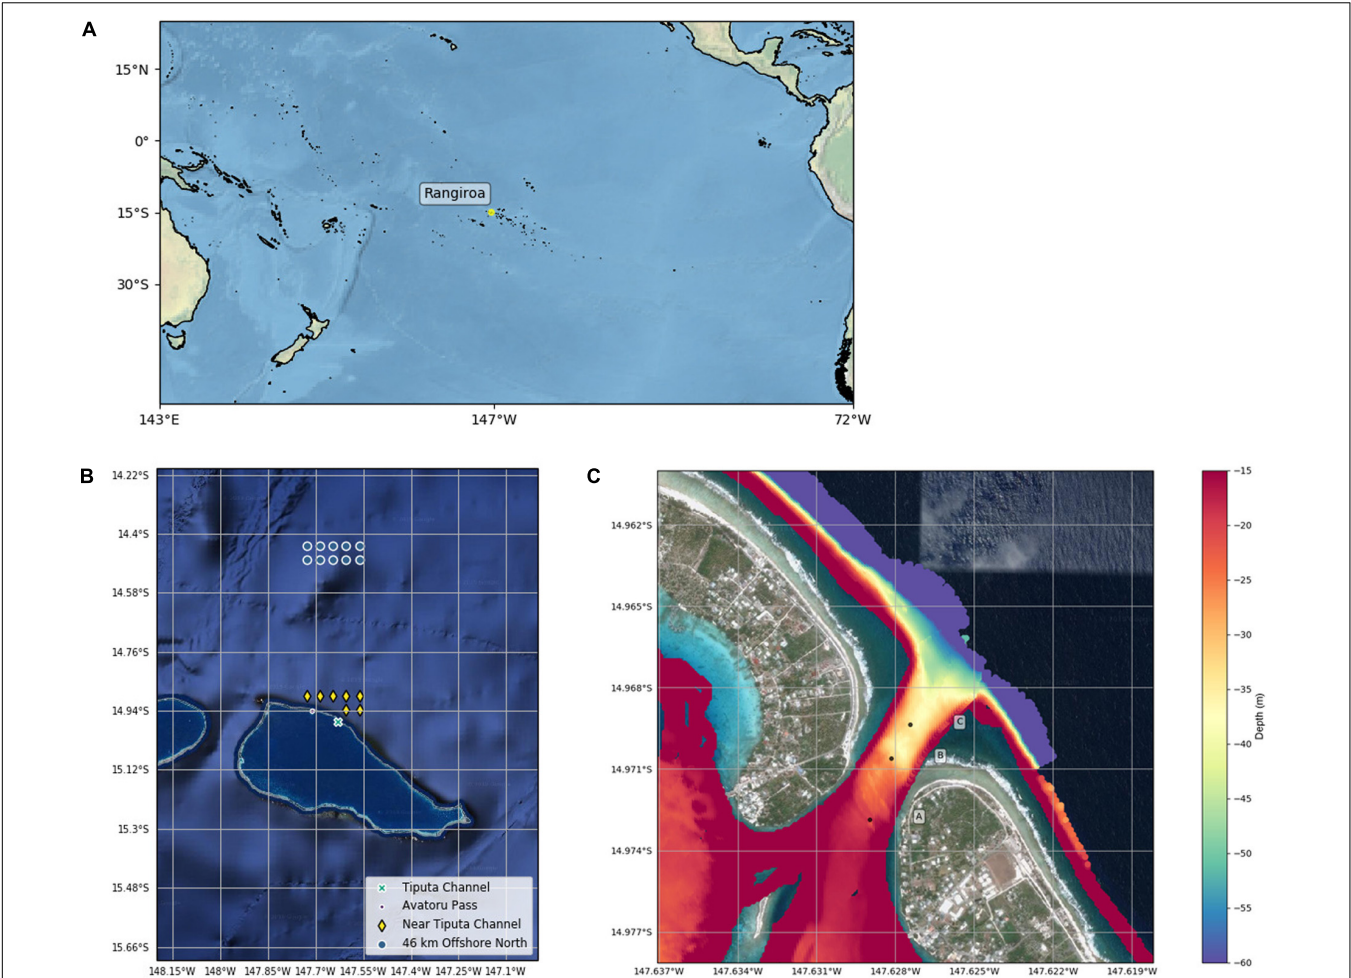 A
15°N
0°
Rangiroa
15°S
30°S
143°E 147°W 72°W
B
14.22°S
14.4°S
14.58°S
14.76°S
14.94°S
15.12°S
15.3°S
15.48°S
15.66°S
Tiputa Channel
Avatoru Pass
Near Tiputa Channel
46 km Offshore North
148.15°W 148°W 147.85°W 147.7°W 147.55°W 147.4°W 147.25°W 147.1°W
C
14.962°S
14.965°S
14.968°S
14.971°S
14.974°S
14.977°S
C
B
A
147.637°W 147.634°W 147.631°W 147.628°W 147.625°W 147.622°W 147.619°W
−15
−20
−25
−30
−35
−40
−45
−50
−55
−60
Depth (m)